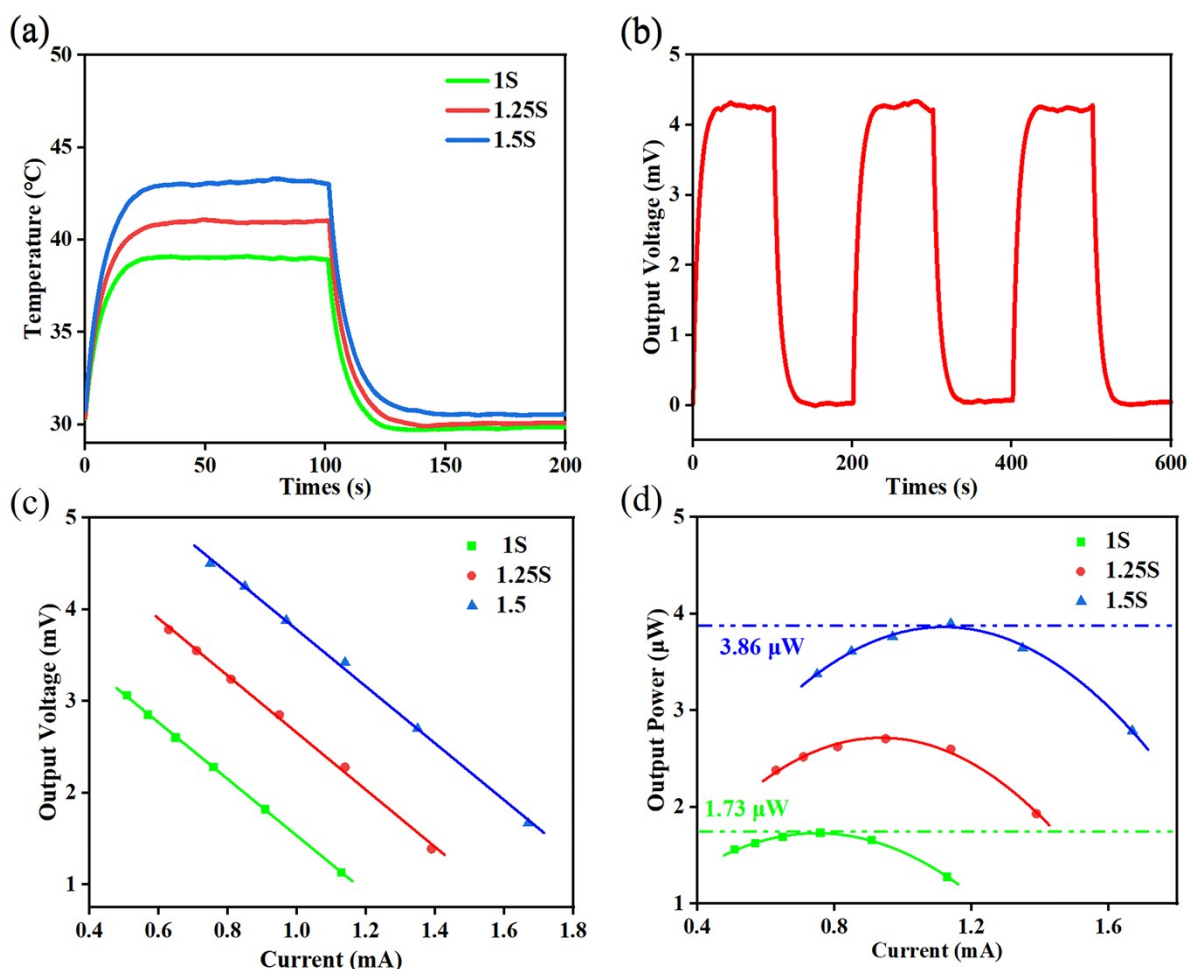 (a)
50
45
40
35
30
0
50
100
150
200
Temperature (°C)
Times (s)
1S
1.25S
1.5S
(b)
5
4
3
2
1
0
0
200
400
600
Output Voltage (mV)
Times (s)
(c)
5
4
3
2
1
0.4
0.6
0.8
1.0
1.2
1.4
1.6
1.8
Output Voltage (mV)
Current (mA)
1S
1.25S
1.5
(d)
5
4
3
2
1
0.4
0.8
1.2
1.6
Output Power (μW)
Current (mA)
1S
1.25S
1.5S
3.86 μW
1.73 μW